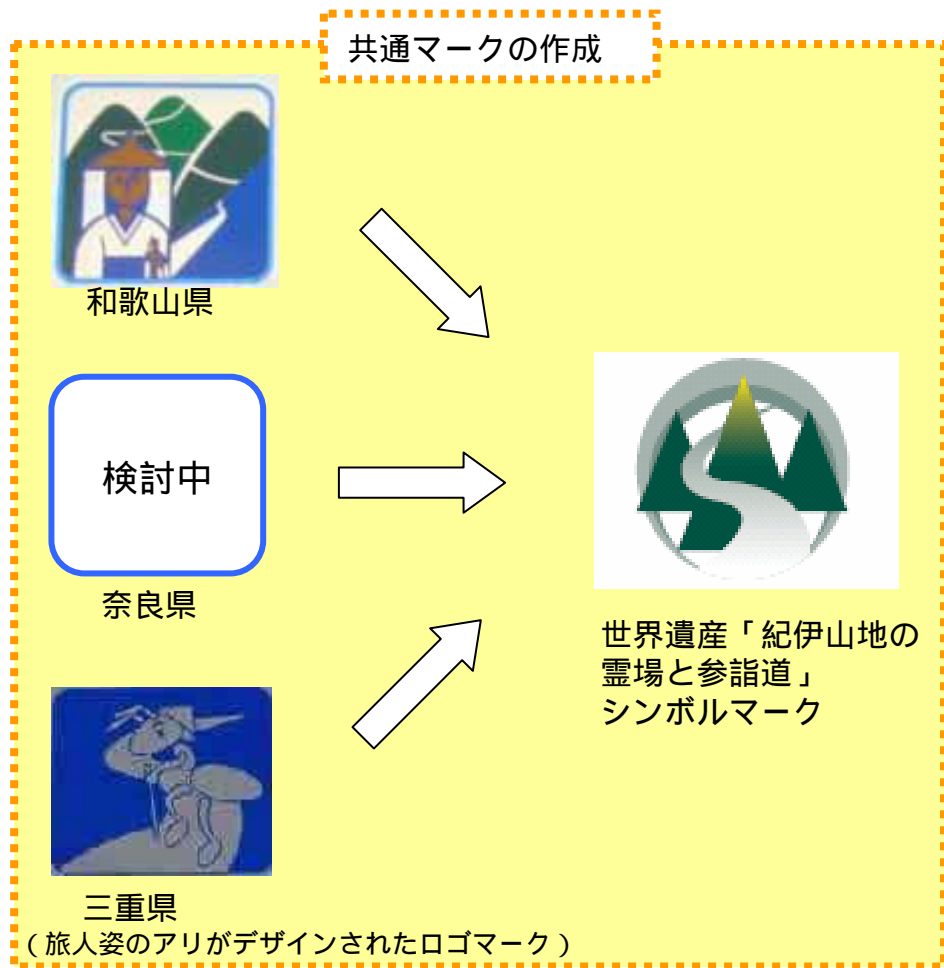 共通マークの作成
和歌山県
検討中
奈良県
世界遺産「紀伊山地の
霊場と参詣道」
シンボルマーク
三重県
(旅人姿のアリがデザインされたロゴマーク)